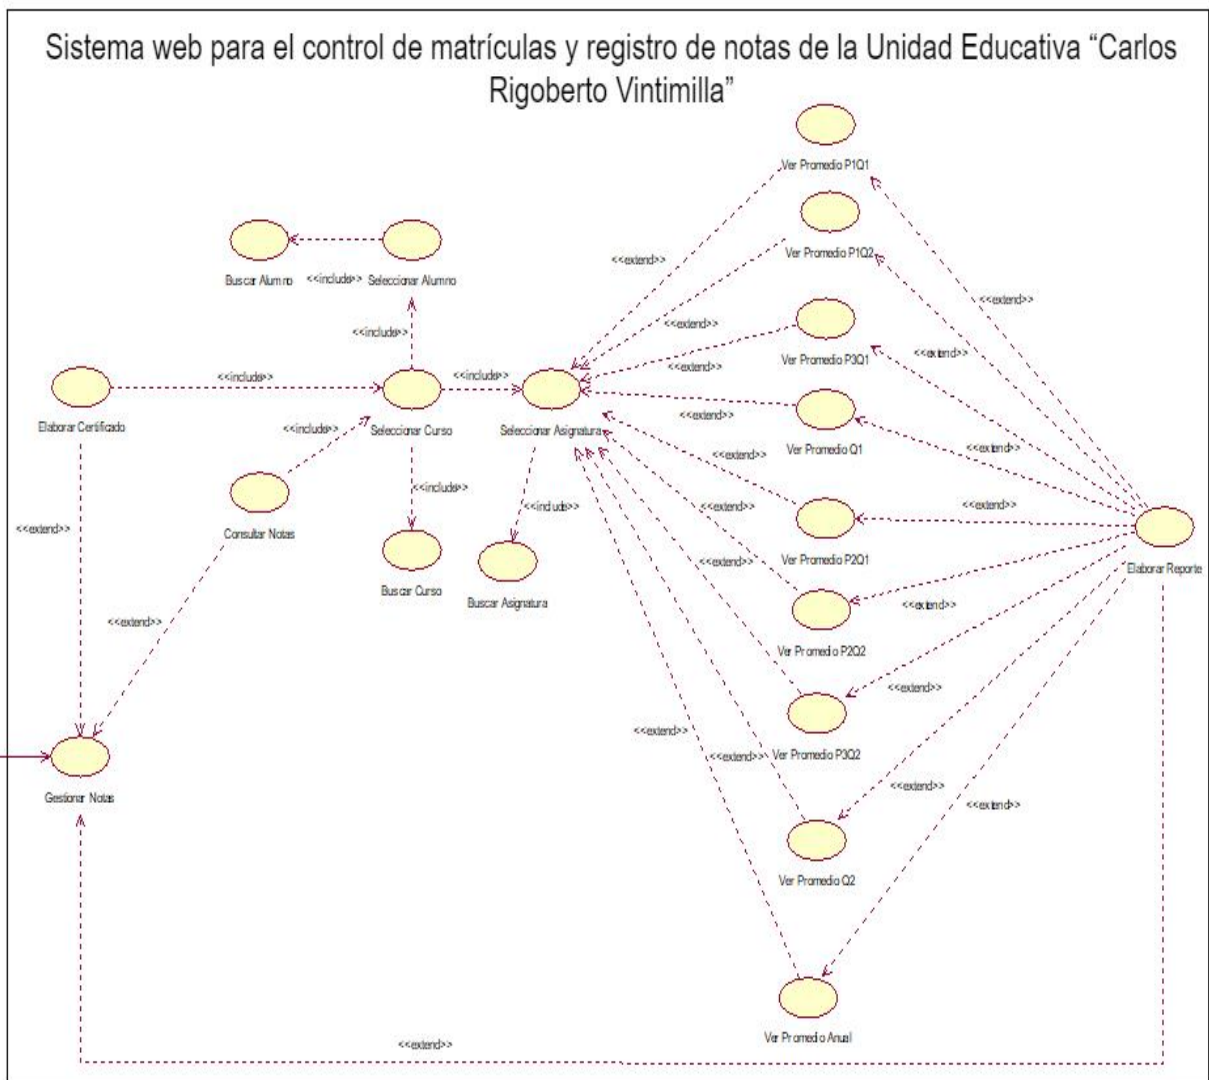 Sistema web para el control de matrículas y registro de notas de la Unidad Educativa “Carlos
Rigoberto Vintimilla”
Ver Promedio P1Q1
Ver Promedio P1Q2
<<extend>>
Buscar Alumno
<<include>>
Seleccionar Alumno
<<extend>>
<<extend>>
<<include>>
<<extend>>
Ver Promedio P3Q1
<<extend>>
<<include>>
<<include>>
<<extend>>
Elaborar Certificado
<<include>>
Seleccionar Curso
Seleccionar Asignatura
Ver Promedio Q1
<<extend>>
<<extend>>
<<include>>
<<include>>
<<extend>>
<<extend>>
<<extend>>
Consultar Notas
Ver Promedio P2Q1
<<extend>>
Elaborar Reporte
Buscar Curso
Buscar Asignatura
<<extend>>
<<extend>>
Ver Promedio P2Q2
<<extend>>
<<extend>>
Ver Promedio P3Q2
<<extend>>
<<extend>>
Gestionar Notas
<<extend>>
Ver Promedio Q2
Ver Promedio Anual
<<extend>>